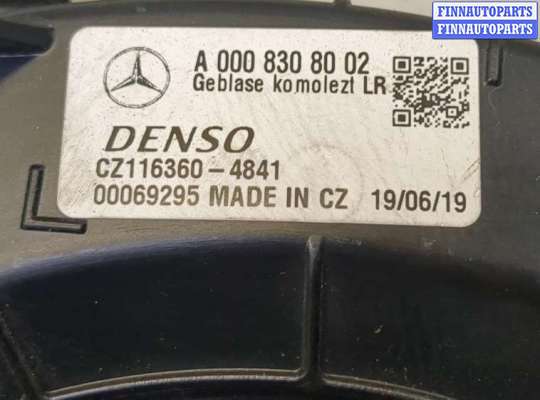 FINNAUTOPARTS
FINNAUTOPARTS
A 000 830 80 02
Geblase komolezt LR
DENSO
CZ116360-4841
00069295 MADE IN CZ 19/06/19
L